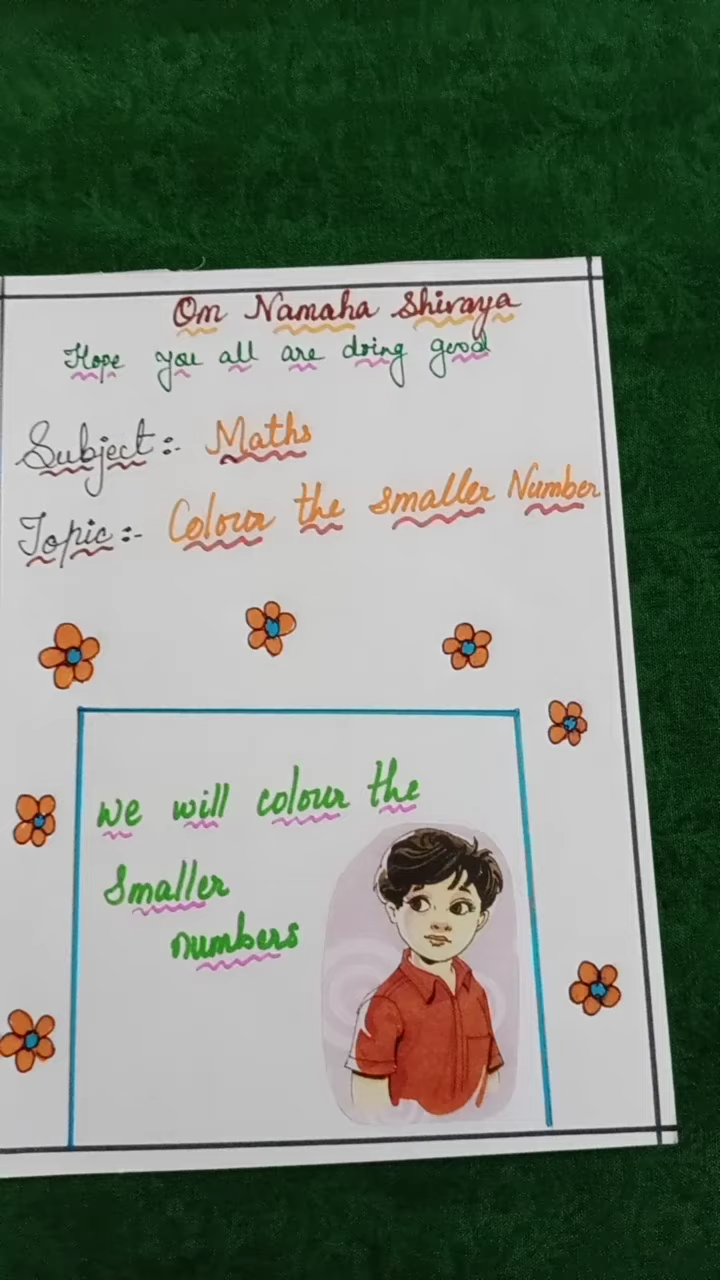 Om Namaha Shivaya
Hope you all are doing good
Subject:- Maths
Topic:- Colour the smaller Number
we will colour the
smaller
numbers